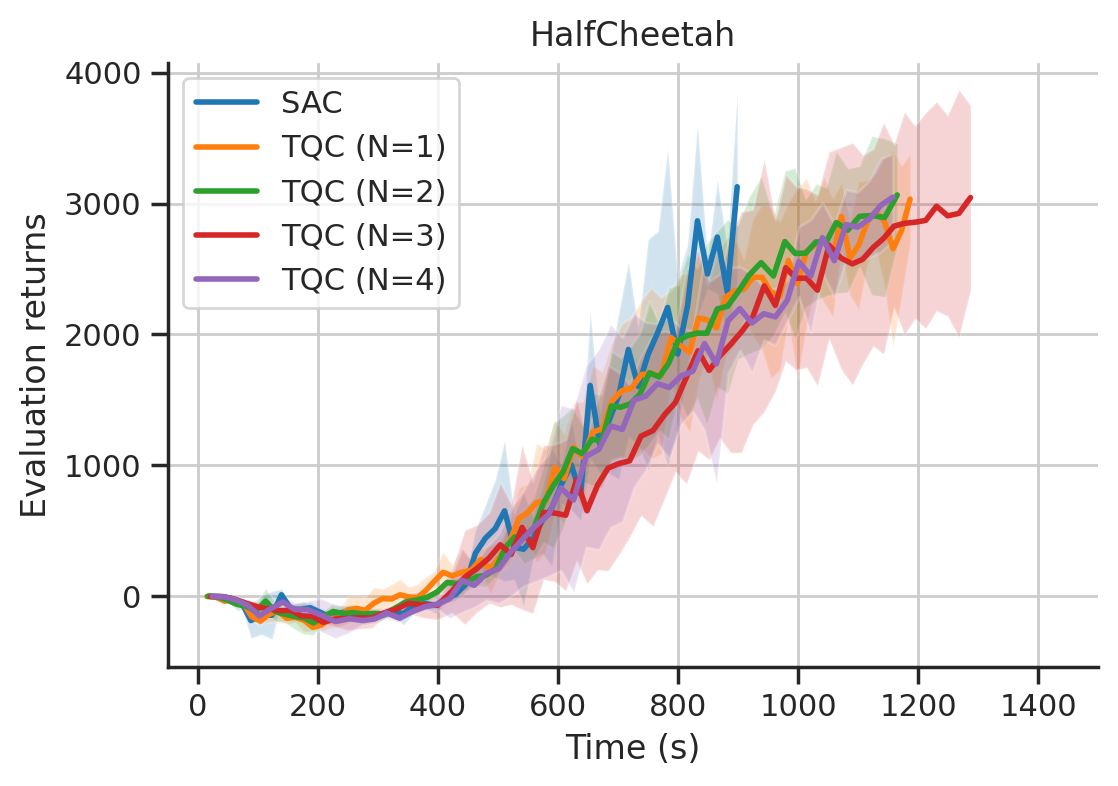 HalfCheetah
4000
3000
2000
1000
0
Evaluation returns
SAC
TQC (N=1)
TQC (N=2)
TQC (N=3)
TQC (N=4)
0 200 400 600 800 1000 1200 1400
Time (s)